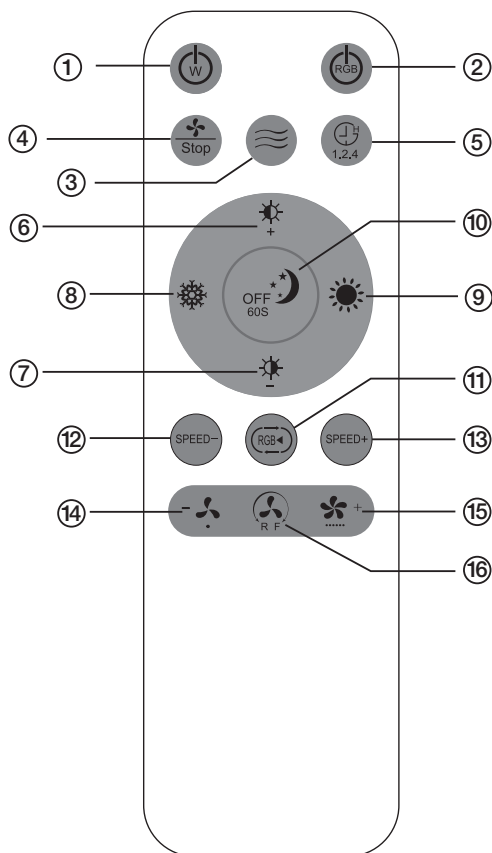 ① ②
W RGB
④ Stop ⑤
H
1.2.4
③
⑥ + ⑩
⑧ OFF ⑨
60S
⑦ − ⑪
⑫ SPEED− RGB SPEED+ ⑬
⑭ − + ⑮
R F
⑯